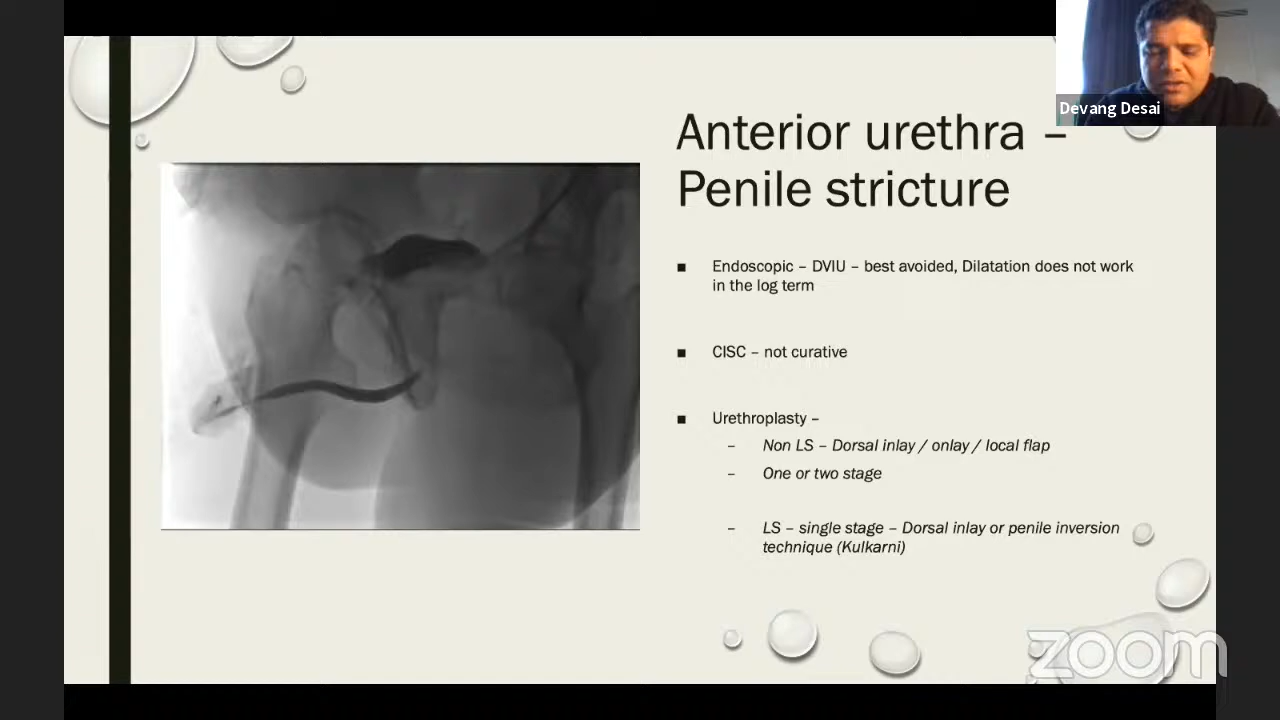 Devang Desai
Anterior urethra –
Penile stricture
■ Endoscopic – DVIU – best avoided, Dilatation does not work
in the log term
■ CISC – not curative
■ Urethroplasty –
– Non LS – Dorsal inlay / onlay / local flap
– One or two stage
– LS – single stage – Dorsal inlay or penile inversion
technique (Kulkarni)
zoom